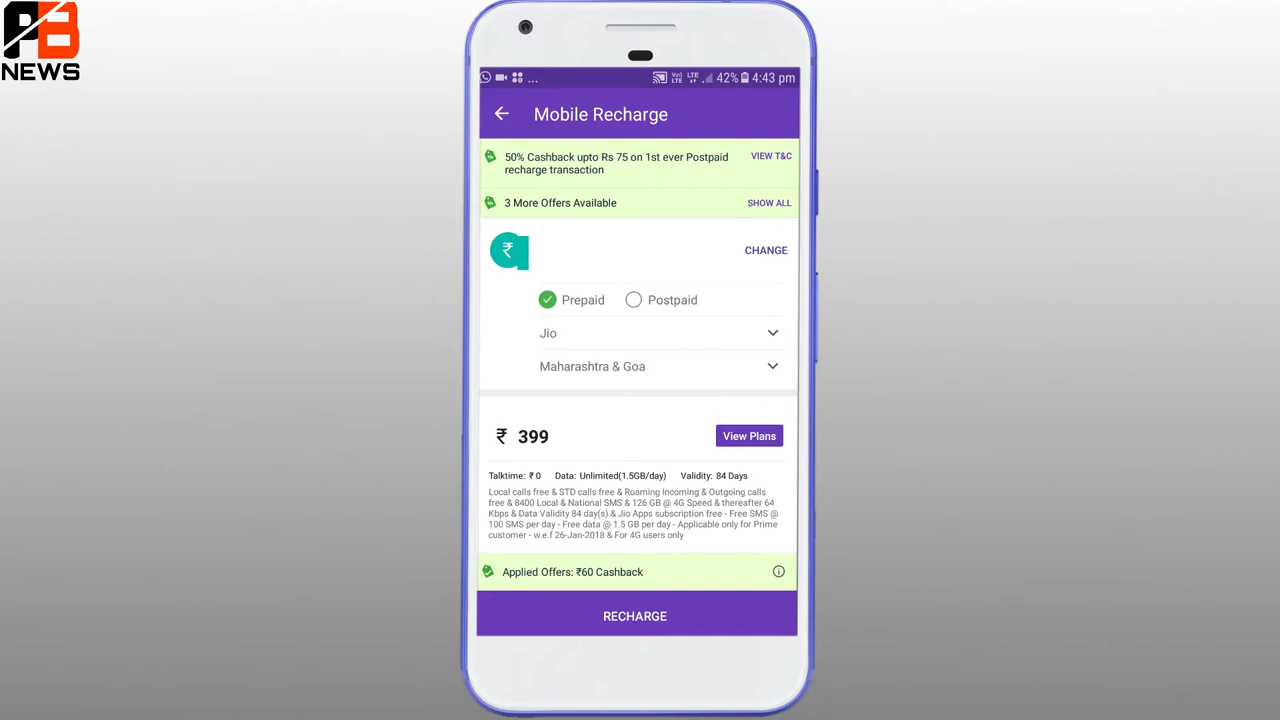 PB
NEWS
... VoLTE LTE 42% 4:43 pm
Mobile Recharge
50% Cashback upto Rs 75 on 1st ever Postpaid VIEW T&C
recharge transaction
3 More Offers Available SHOW ALL
₹ CHANGE
Prepaid Postpaid
Jio
Maharashtra & Goa
₹ 399 View Plans
Talktime: ₹ 0 Data: Unlimited(1.5GB/day) Validity: 84 Days
Local calls free & STD calls free & Roaming Incoming & Outgoing calls
free & 8400 Local & National SMS & 126 GB @ 4G Speed & thereafter 64
Kbps & Data Validity 84 day(s) & Jio Apps subscription free - Free SMS @
100 SMS per day - Free data @ 1.5 GB per day - Applicable only for Prime
customer - w.e.f 26-Jan-2018 & For 4G users only
Applied Offers: ₹60 Cashback
RECHARGE